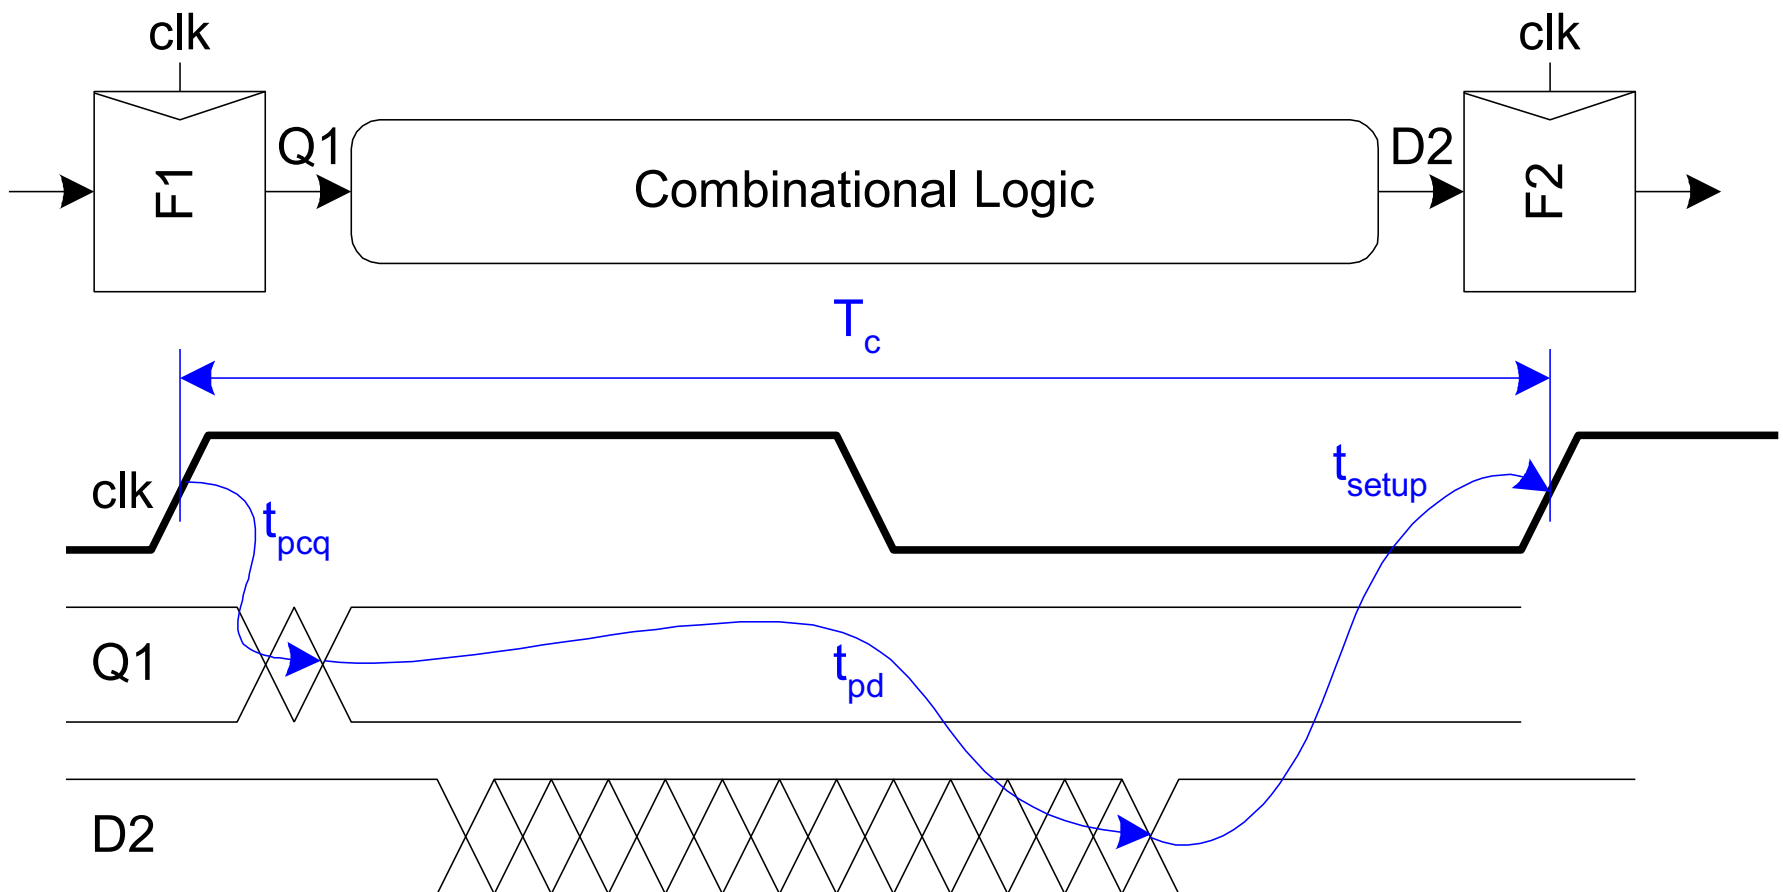 clk
clk
F1
Q1
Combinational Logic
D2
F2
Tc
clk
tpcq
tsetup
Q1
tpd
D2